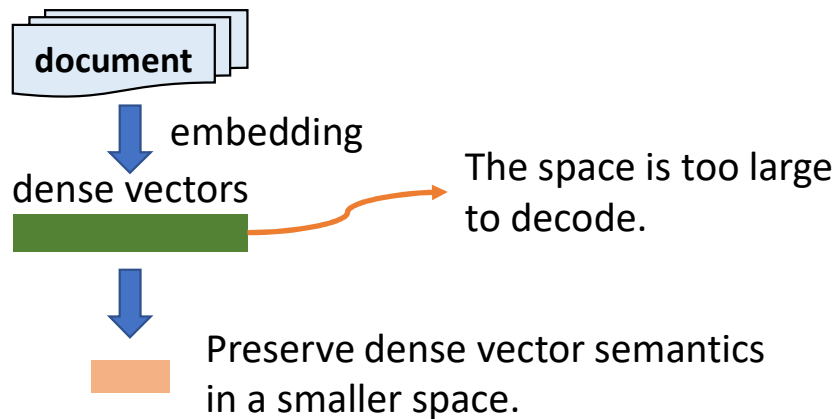 document
embedding
dense vectors
The space is too large
to decode.
Preserve dense vector semantics
in a smaller space.